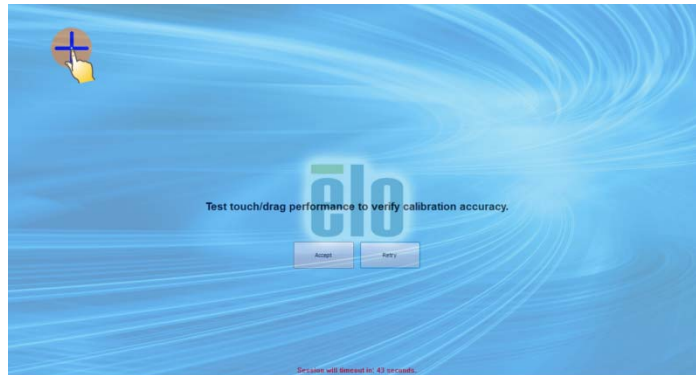 elo
Test touch/drag performance to verify calibration accuracy.
Accept
Retry
Session will timeout in: 43 seconds.